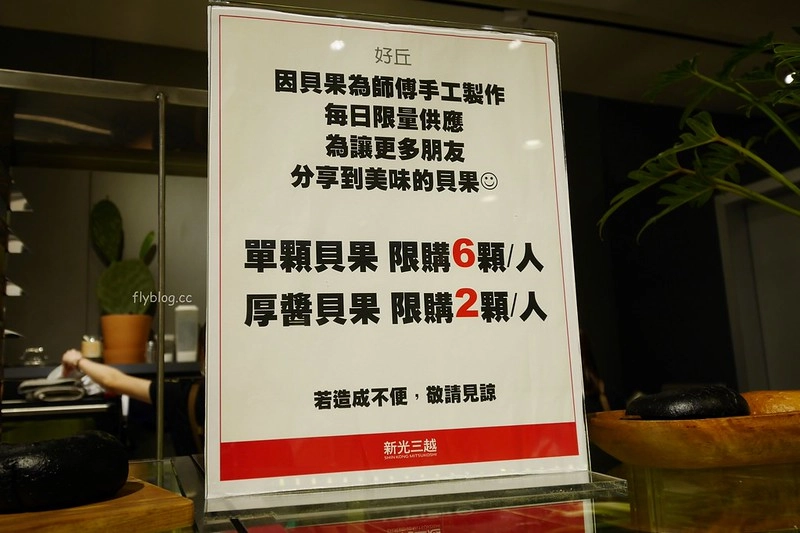 好丘
因貝果為師傅手工製作
每日限量供應
為讓更多朋友
分享到美味的貝果☺
單顆貝果 限購6顆/人
厚醬貝果 限購2顆/人
若造成不便，敬請見諒
新光三越
SHIN KONG MITSUKOSHI
flyblog.cc